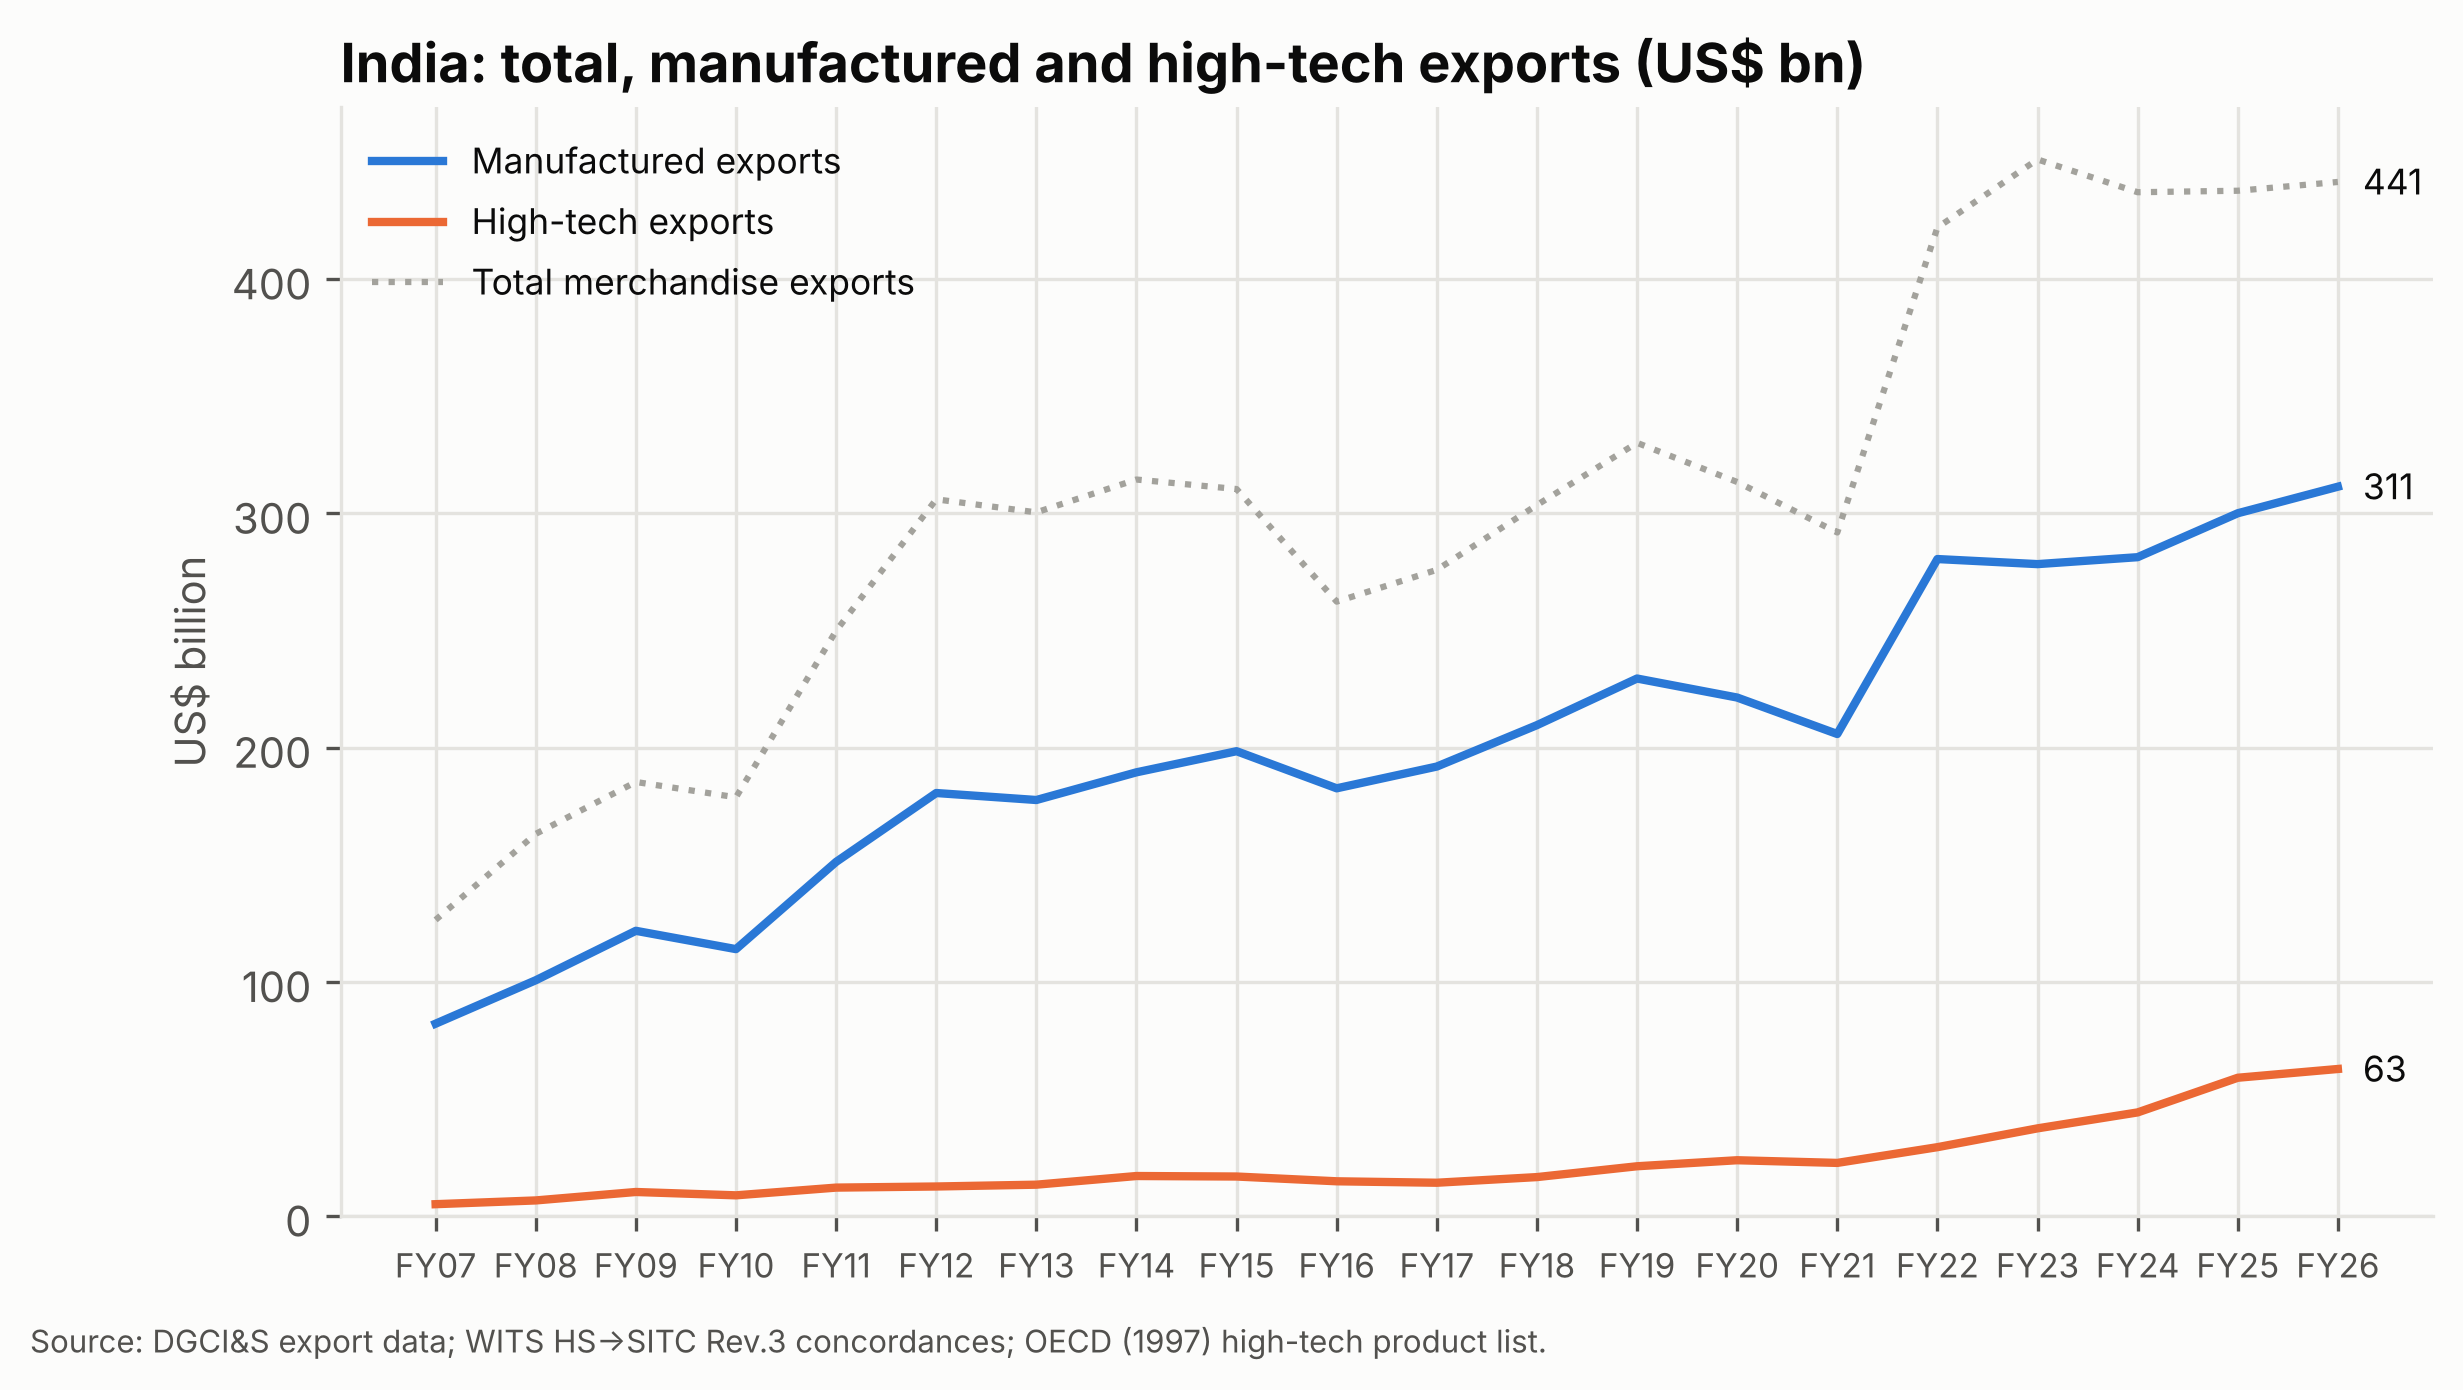 India: total, manufactured and high-tech exports (US$ bn)
Manufactured exports
High-tech exports
Total merchandise exports
US$ billion
400
300
200
100
0
441
311
63
FY07 FY08 FY09 FY10 FY11 FY12 FY13 FY14 FY15 FY16 FY17 FY18 FY19 FY20 FY21 FY22 FY23 FY24 FY25 FY26
Source: DGCI&S export data; WITS HS→SITC Rev.3 concordances; OECD (1997) high-tech product list.